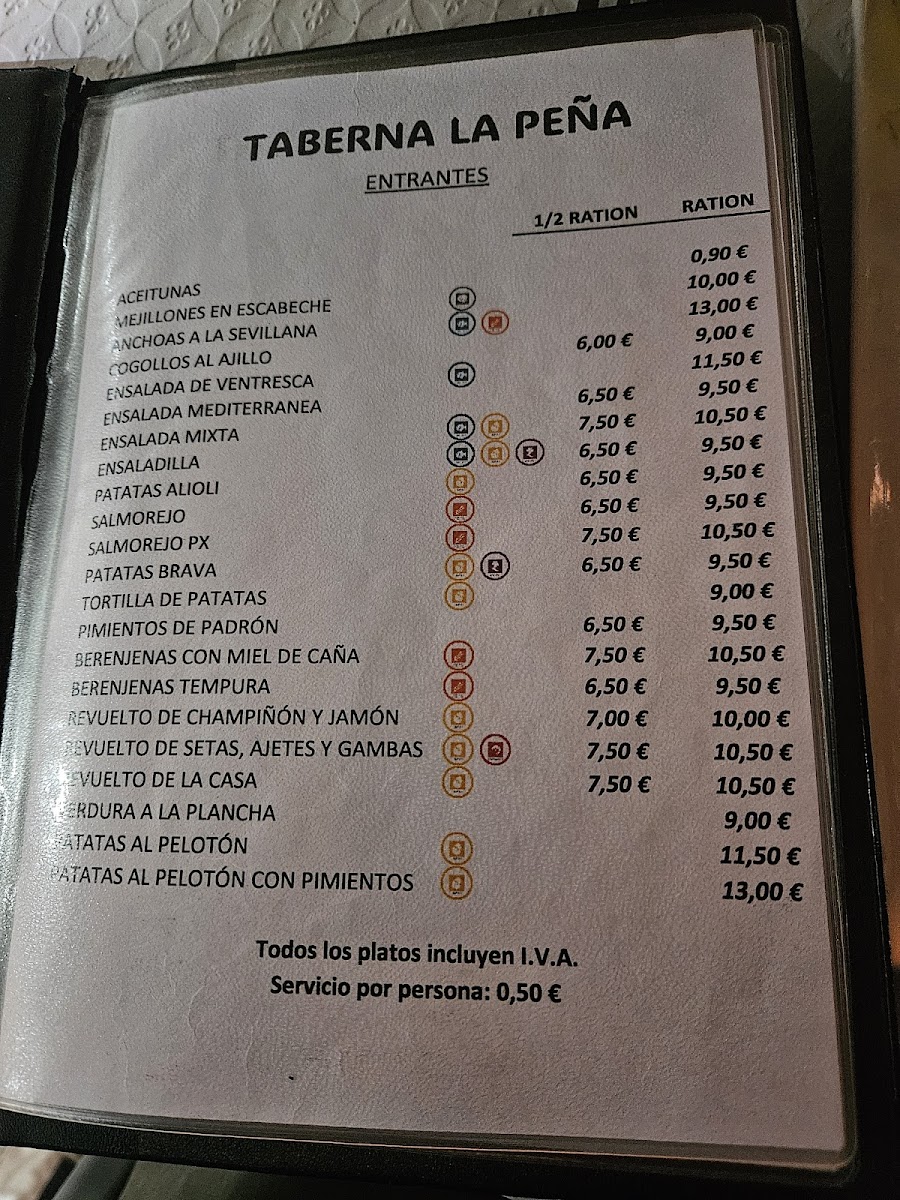 TABERNA LA PEÑA
ENTRANTES
1/2 RATION RATION
ACEITUNAS 0,90 €
MEJILLONES EN ESCABECHE 10,00 €
ANCHOAS A LA SEVILLANA 13,00 €
COGOLLOS AL AJILLO 6,00 € 9,00 €
ENSALADA DE VENTRESCA 11,50 €
ENSALADA MEDITERRANEA 6,50 € 9,50 €
ENSALADA MIXTA 7,50 € 10,50 €
ENSALADILLA 6,50 € 9,50 €
PATATAS ALIOLI 6,50 € 9,50 €
SALMOREJO 6,50 € 9,50 €
SALMOREJO PX 7,50 € 10,50 €
PATATAS BRAVA 6,50 € 9,50 €
TORTILLA DE PATATAS 9,00 €
PIMIENTOS DE PADRÓN 6,50 € 9,50 €
BERENJENAS CON MIEL DE CAÑA 7,50 € 10,50 €
BERENJENAS TEMPURA 6,50 € 9,50 €
REVUELTO DE CHAMPIÑÓN Y JAMÓN 7,00 € 10,00 €
REVUELTO DE SETAS, AJETES Y GAMBAS 7,50 € 10,50 €
REVUELTO DE LA CASA 7,50 € 10,50 €
VERDURA A LA PLANCHA 9,00 €
PATATAS AL PELOTÓN 11,50 €
PATATAS AL PELOTÓN CON PIMIENTOS 13,00 €
Todos los platos incluyen I.V.A.
Servicio por persona: 0,50 €